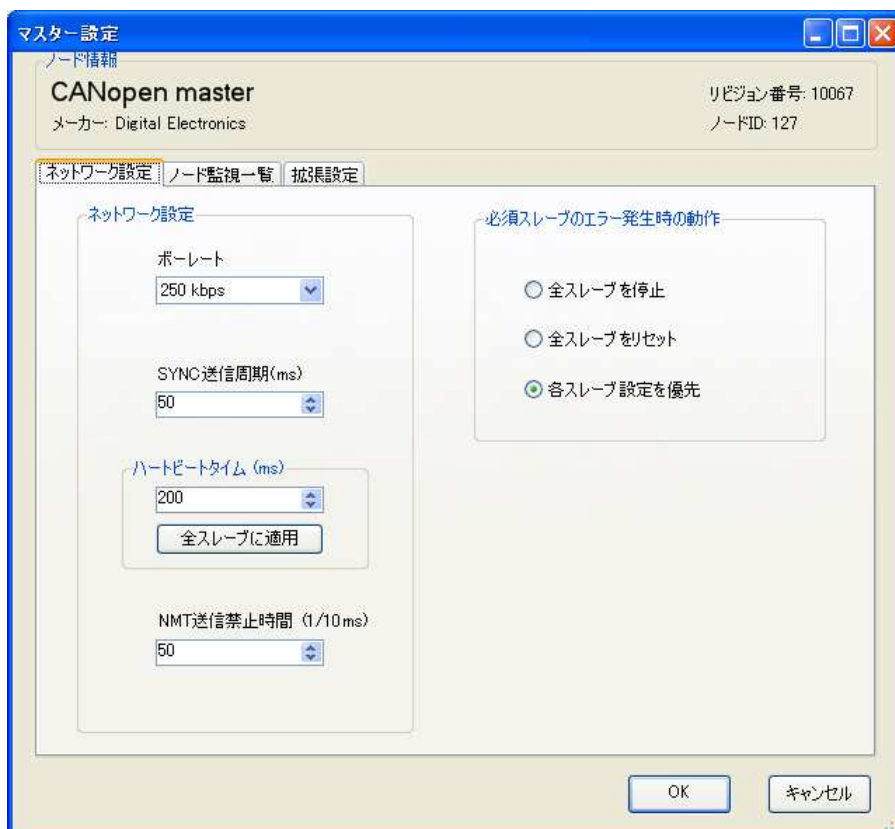 マスター設定
ノード情報
CANopen master
リビジョン番号: 10067
メーカー: Digital Electronics
ノードID: 127
ネットワーク設定
ノード監視一覧
拡張設定
ネットワーク設定
ボーレート
250 kbps
SYNC送信周期(ms)
50
ハートビートタイム (ms)
200
全スレーブに適用
NMT送信禁止時間 (1/10ms)
50
必須スレーブのエラー発生時の動作
全スレーブを停止
全スレーブをリセット
各スレーブ設定を優先
OK
キャンセル